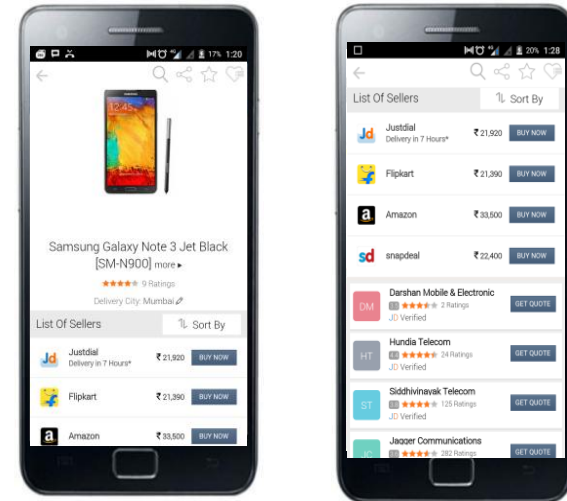 17% 1:20
12:45
Samsung Galaxy Note 3 Jet Black
[SM-N900] more ▸
9 Ratings
Delivery City: Mumbai
List Of Sellers Sort By
Jd Justdial ₹ 21,920 BUY NOW
Delivery in 7 Hours*
Flipkart ₹ 21,390 BUY NOW
a Amazon ₹ 33,500 BUY NOW
20% 1:28
List Of Sellers Sort By
Jd Justdial ₹ 21,920 BUY NOW
Delivery in 7 Hours*
Flipkart ₹ 21,390 BUY NOW
a Amazon ₹ 33,500 BUY NOW
sd snapdeal ₹ 22,400 BUY NOW
DM Darshan Mobile & Electronic GET QUOTE
2 Ratings
JD Verified
HT Hundia Telecom GET QUOTE
24 Ratings
JD Verified
ST Siddhivinayak Telecom GET QUOTE
125 Ratings
JD Verified
JC Jagger Communications GET QUOTE
282 Ratings